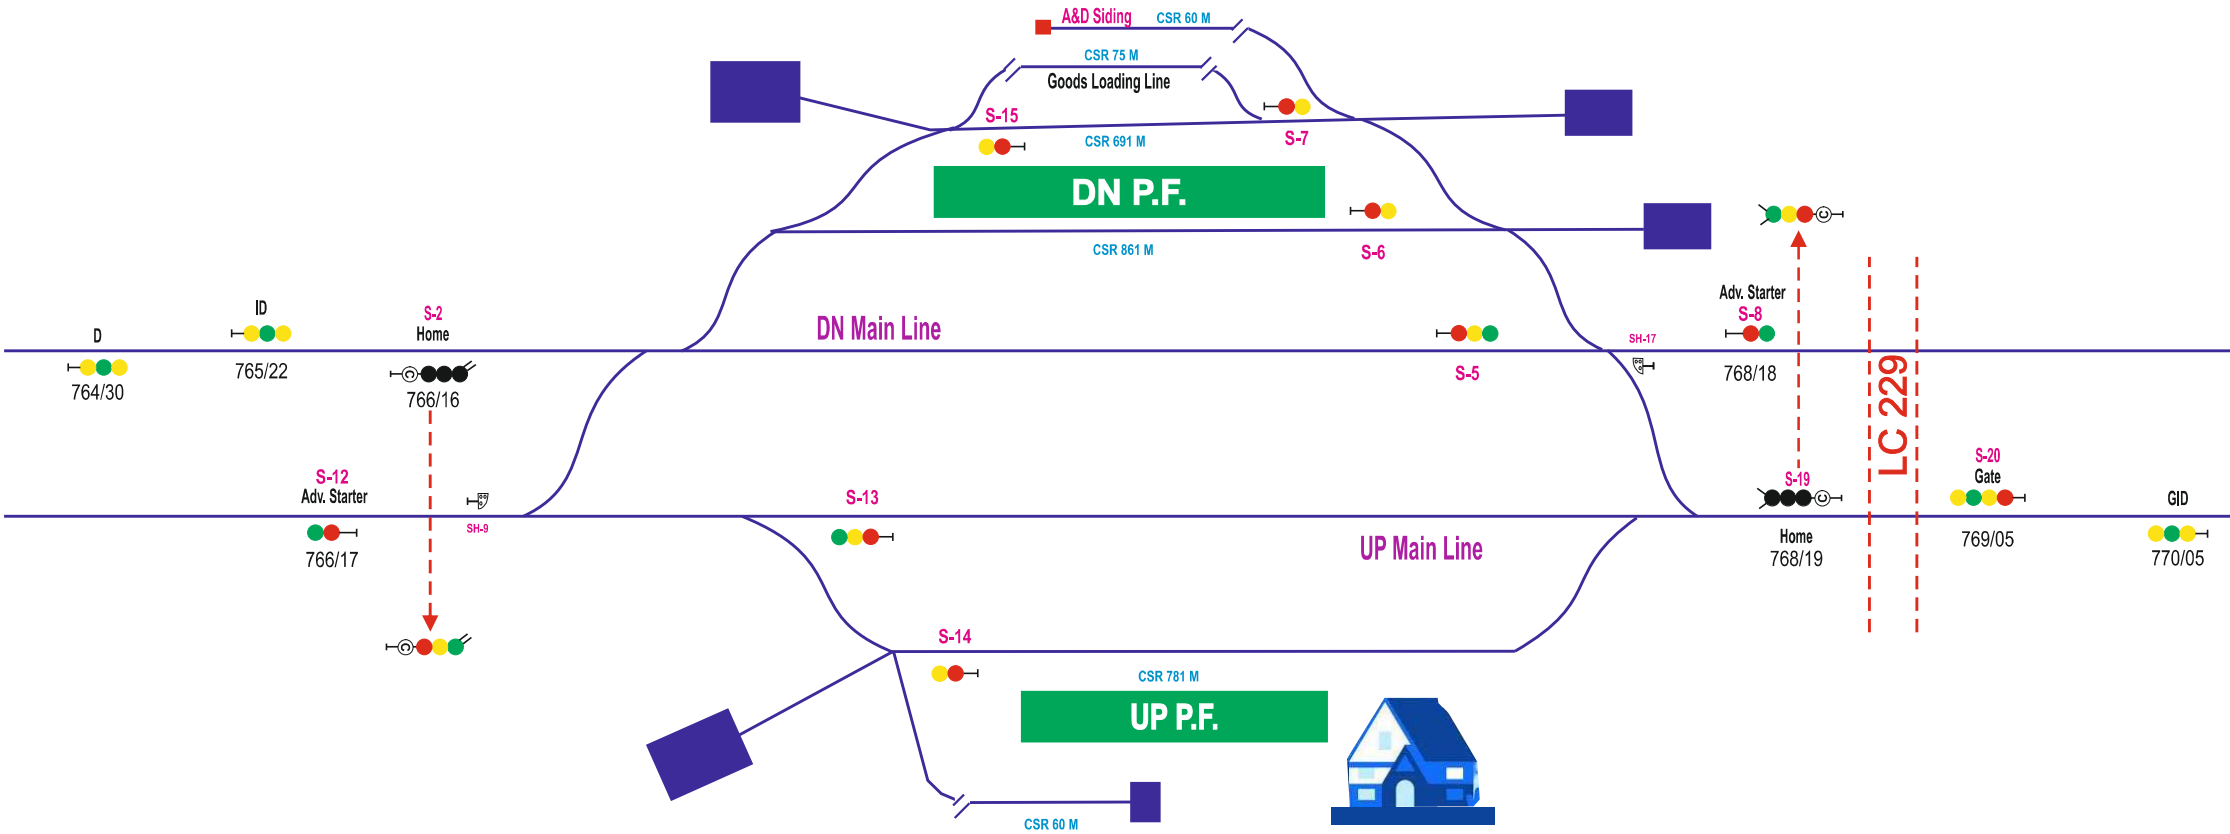 A&D Siding
CSR 60 M
CSR 75 M
Goods Loading Line
S-15
S-7
CSR 691 M
DN P.F.
CSR 861 M
S-6
ID
S-2
Home
D
DN Main Line
Adv. Starter
S-8
SH-17
764/30
765/22
C
766/16
S-5
768/18
C
LC 229
S-12
Adv. Starter
SH-9
766/17
S-13
UP Main Line
S-19
C
Home
768/19
S-20
Gate
769/05
GID
770/05
C
S-14
CSR 781 M
UP P.F.
CSR 60 M